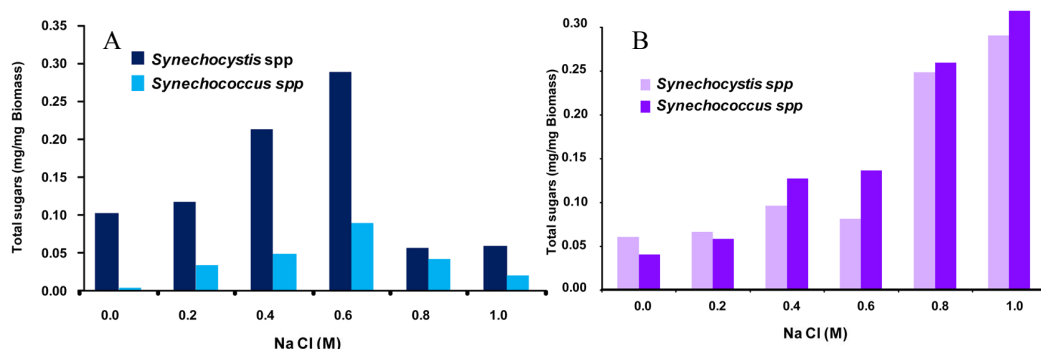 A
Synechocystis spp
Synechococcus spp
Total sugars (mg/mg Biomass)
0.35
0.30
0.25
0.20
0.15
0.10
0.05
0.00
0.0 0.2 0.4 0.6 0.8 1.0
Na Cl (M)
B
Synechocystis spp
Synechococcus spp
Total sugars (mg/mg Biomass)
0.30
0.25
0.20
0.15
0.10
0.05
0.00
0.0 0.2 0.4 0.6 0.8 1.0
Na Cl (M)